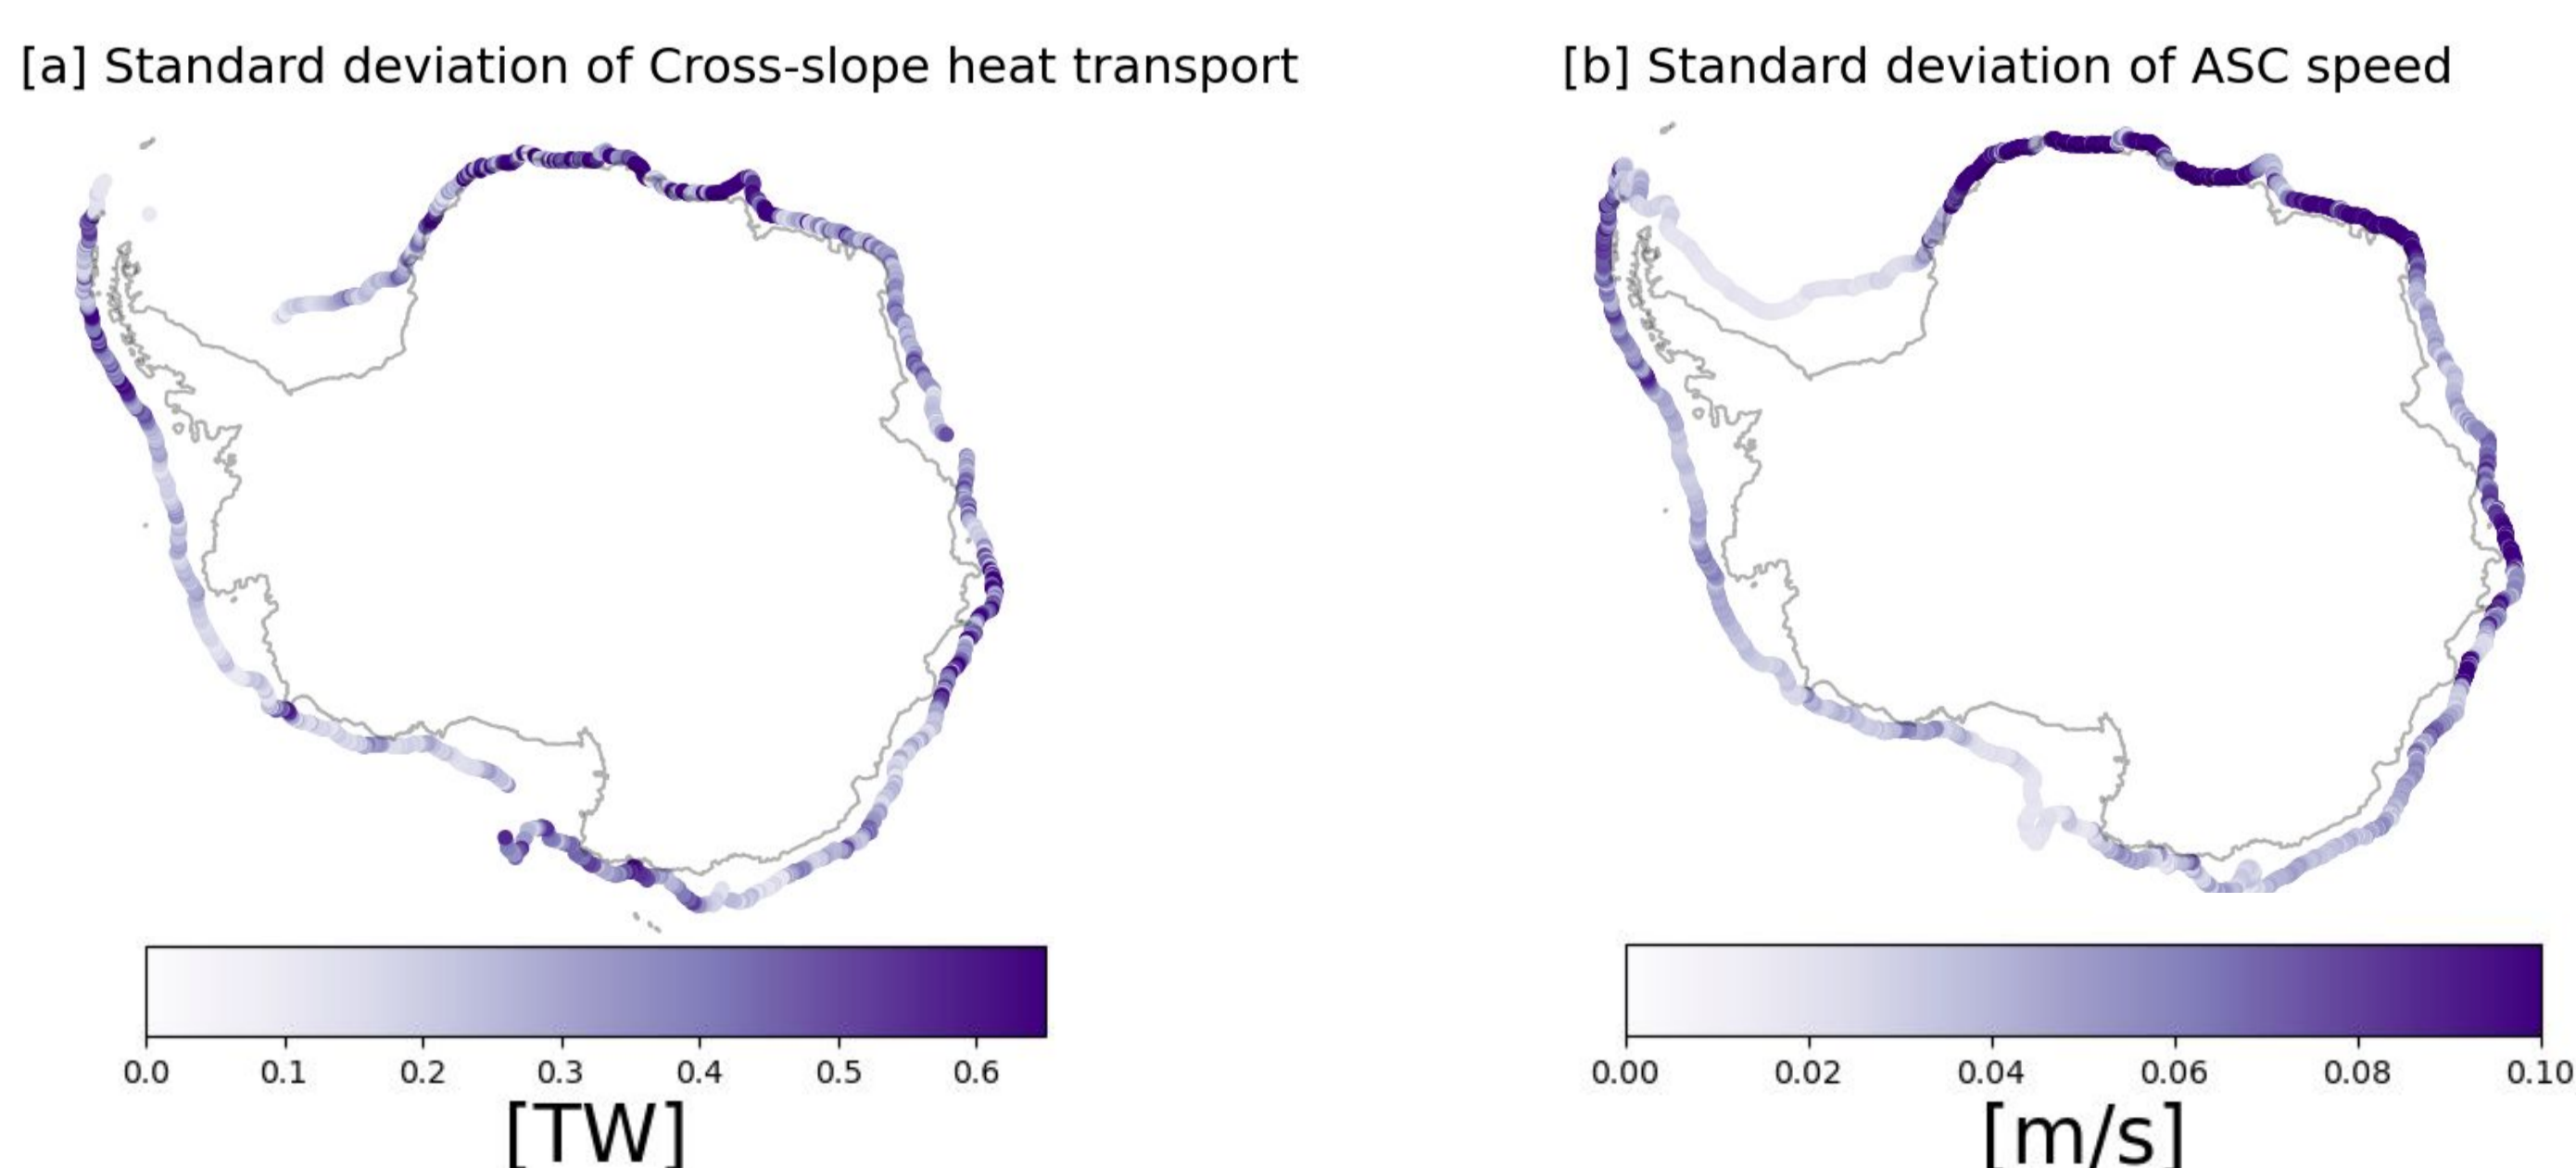 [a] Standard deviation of Cross-slope heat transport
[b] Standard deviation of ASC speed
0.0 0.1 0.2 0.3 0.4 0.5 0.6
[TW]
0.00 0.02 0.04 0.06 0.08 0.10
[m/s]